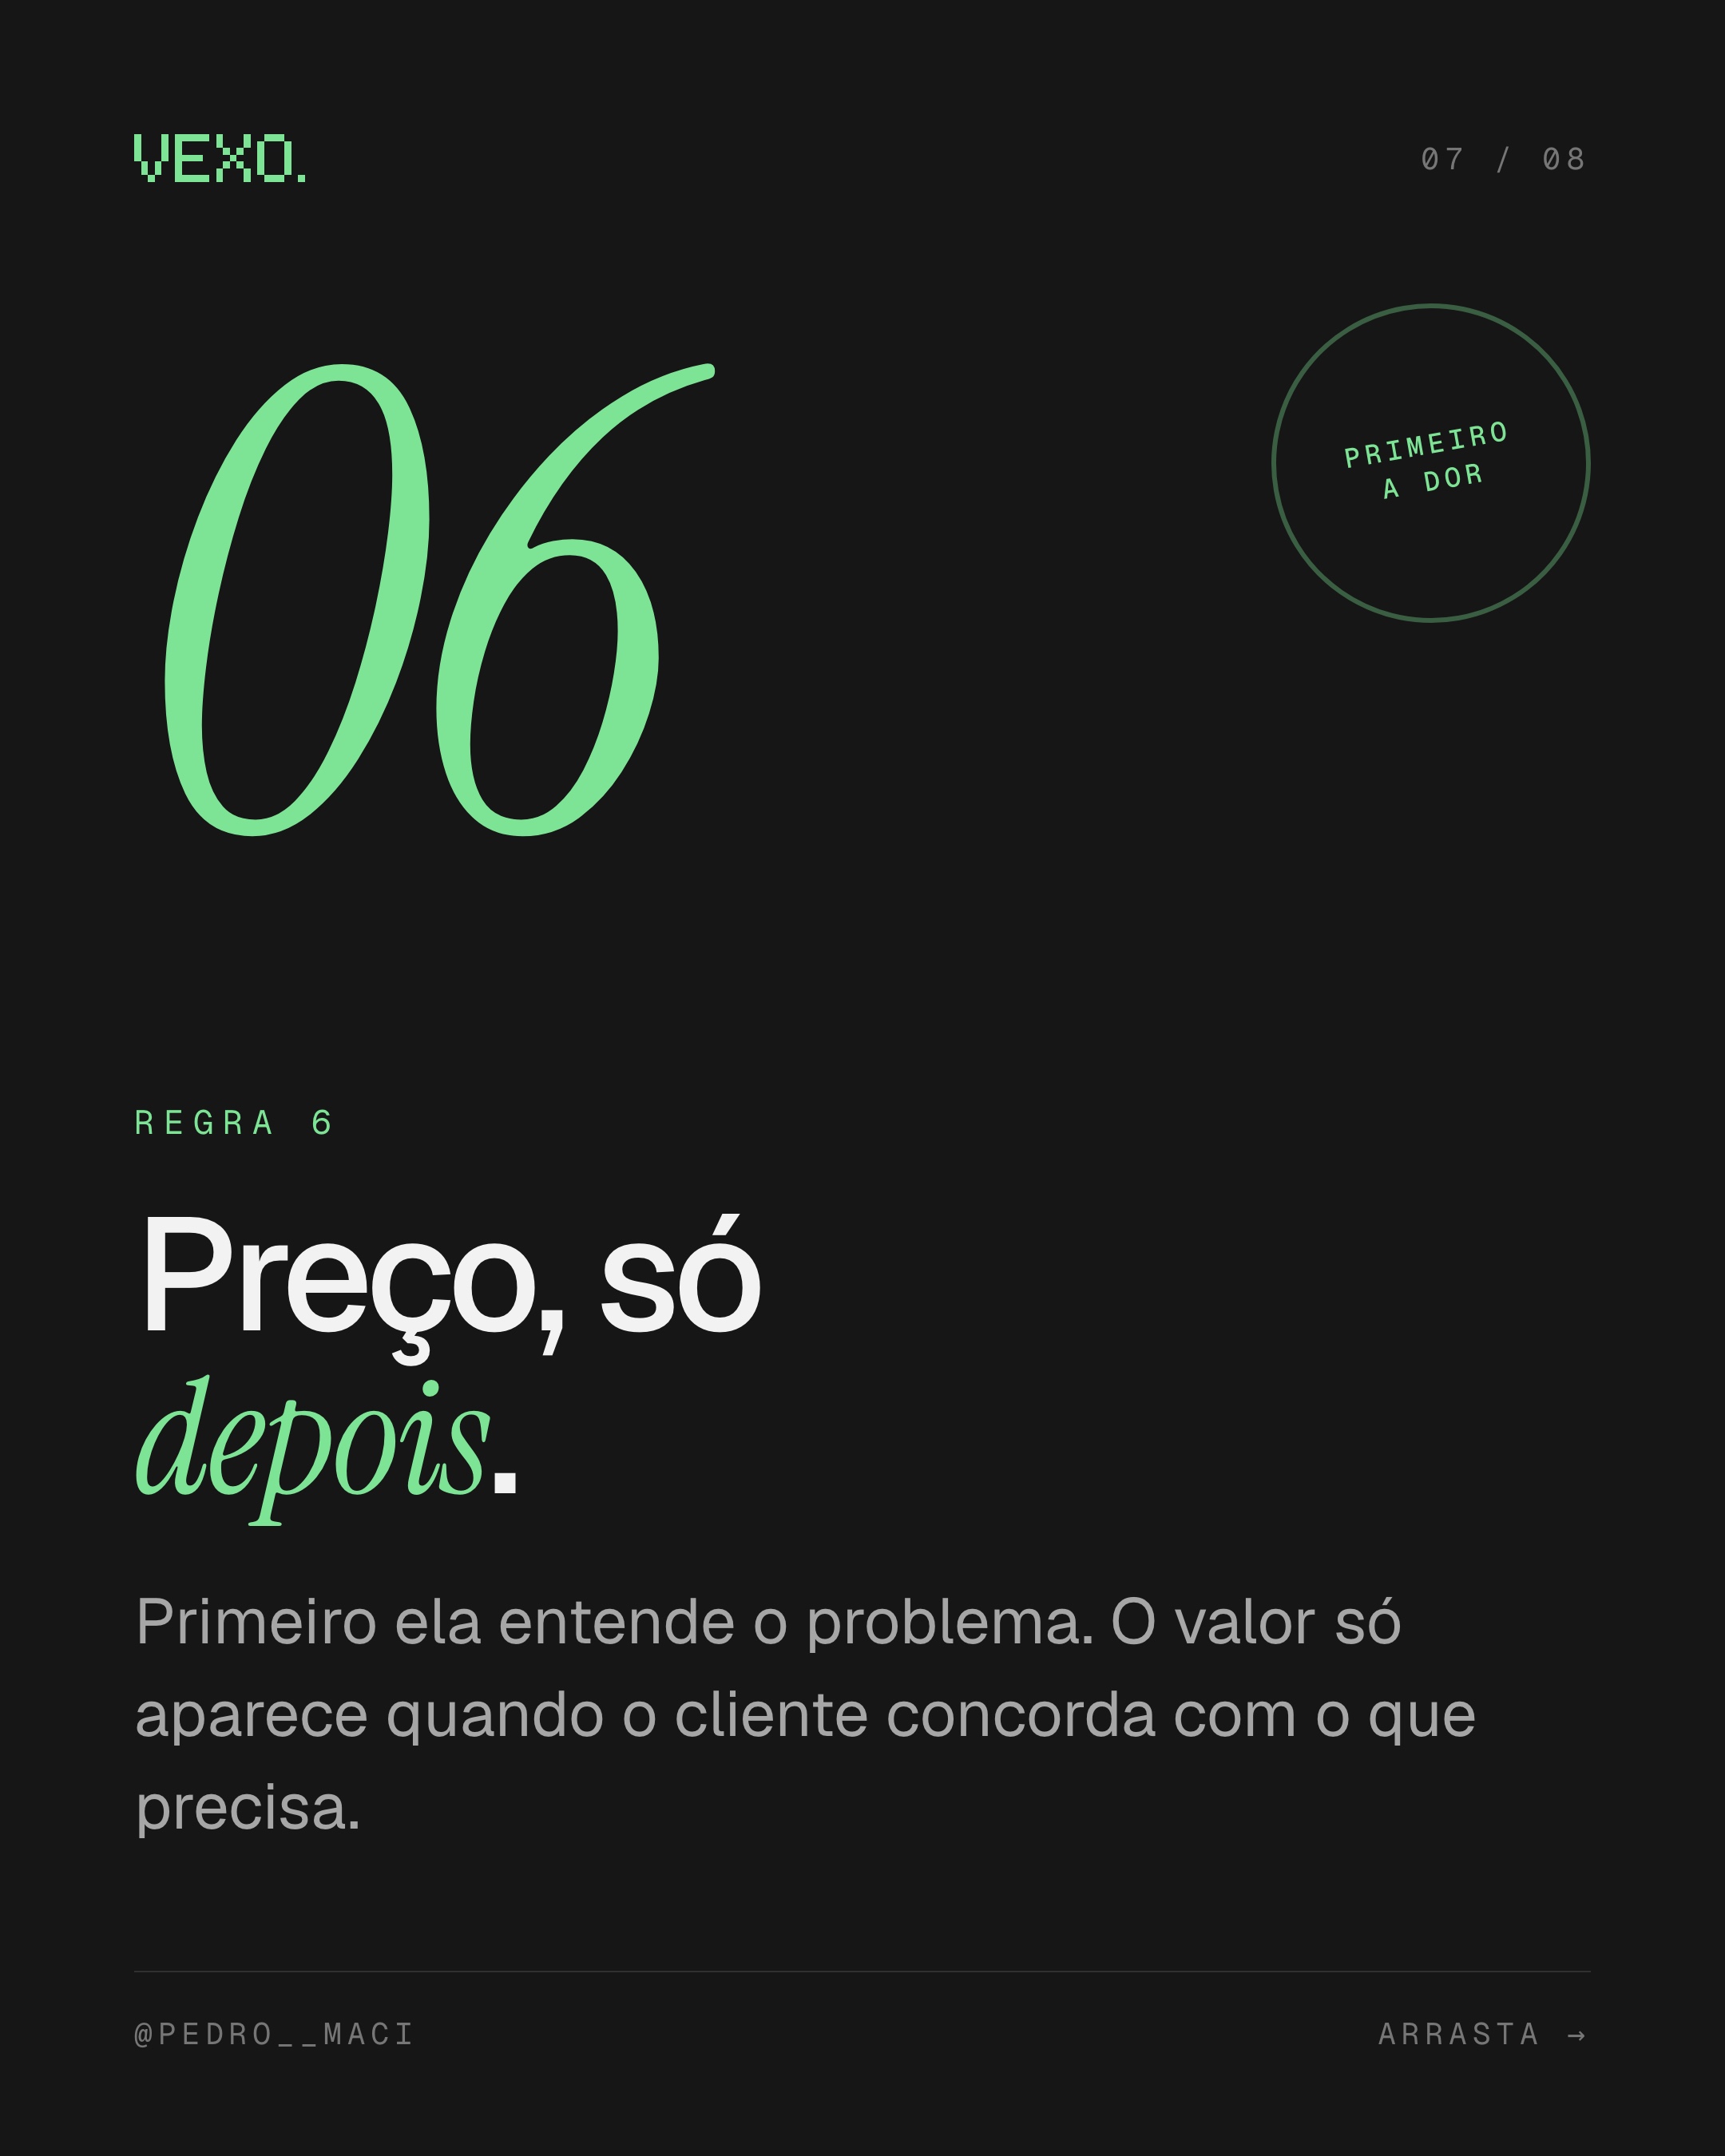 VEXO.
07 / 08
06
PRIMEIRO
A DOR
REGRA 6
Preço, só
depois.
Primeiro ela entende o problema. O valor só
aparece quando o cliente concorda com o que
precisa.
@PEDRO__MACI
ARRASTA →